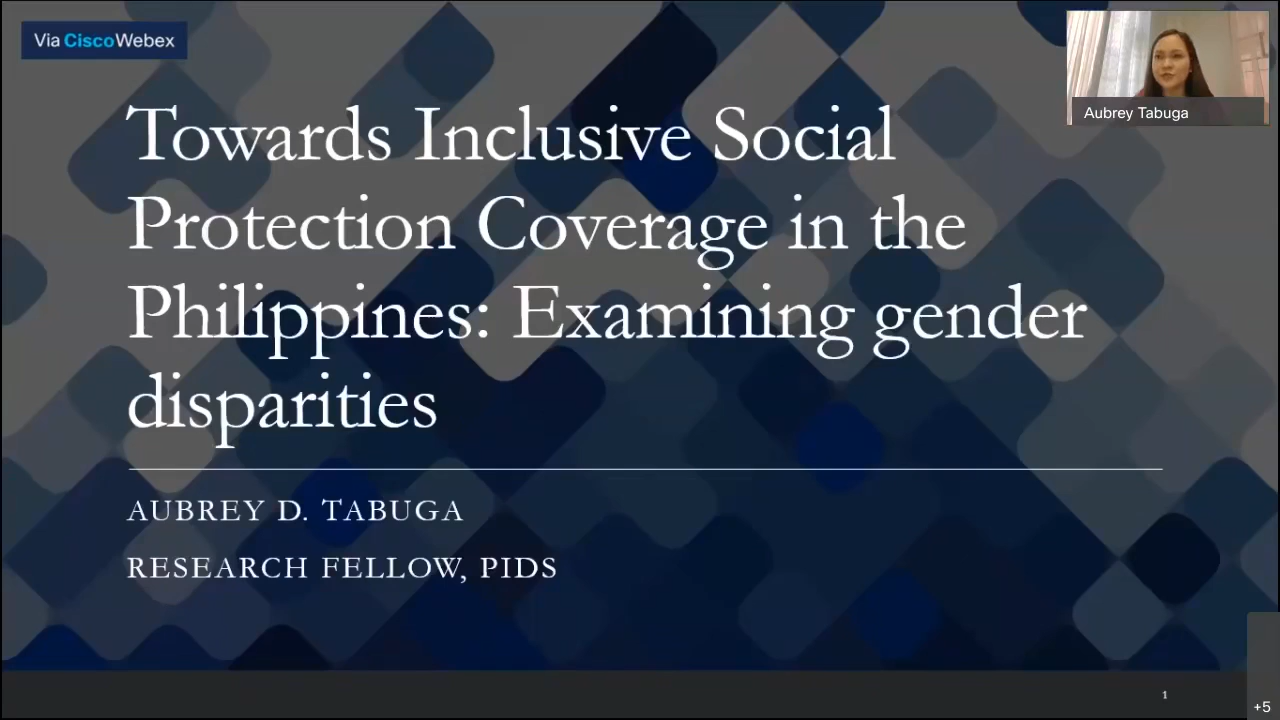 Via CiscoWebex
Aubrey Tabuga
Towards Inclusive Social
Protection Coverage in the
Philippines: Examining gender
disparities
AUBREY D. TABUGA
RESEARCH FELLOW, PIDS
1
+5